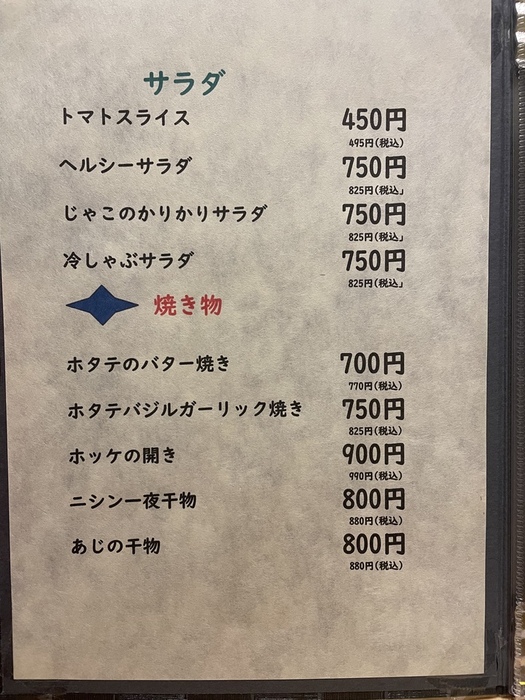 サラダ
トマトスライス 450円
495円(税込)
ヘルシーサラダ 750円
825円(税込」
じゃこのかりかりサラダ 750円
825円(税込」
冷しゃぶサラダ 750円
825円(税込」
焼き物
ホタテのバター焼き 700円
770円(税込)
ホタテバジルガーリック焼き 750円
825円(税込)
ホッケの開き 900円
990円(税込)
ニシン一夜干物 800円
880円(税込)
あじの干物 800円
880円(税込)